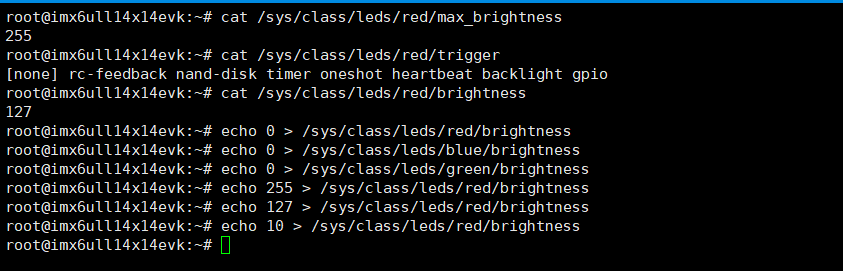 root@imx6ull14x14evk:~# cat /sys/class/leds/red/max_brightness
255
root@imx6ull14x14evk:~# cat /sys/class/leds/red/trigger
[none] rc-feedback nand-disk timer oneshot heartbeat backlight gpio
root@imx6ull14x14evk:~# cat /sys/class/leds/red/brightness
127
root@imx6ull14x14evk:~# echo 0 > /sys/class/leds/red/brightness
root@imx6ull14x14evk:~# echo 0 > /sys/class/leds/blue/brightness
root@imx6ull14x14evk:~# echo 0 > /sys/class/leds/green/brightness
root@imx6ull14x14evk:~# echo 255 > /sys/class/leds/red/brightness
root@imx6ull14x14evk:~# echo 127 > /sys/class/leds/red/brightness
root@imx6ull14x14evk:~# echo 10 > /sys/class/leds/red/brightness
root@imx6ull14x14evk:~#